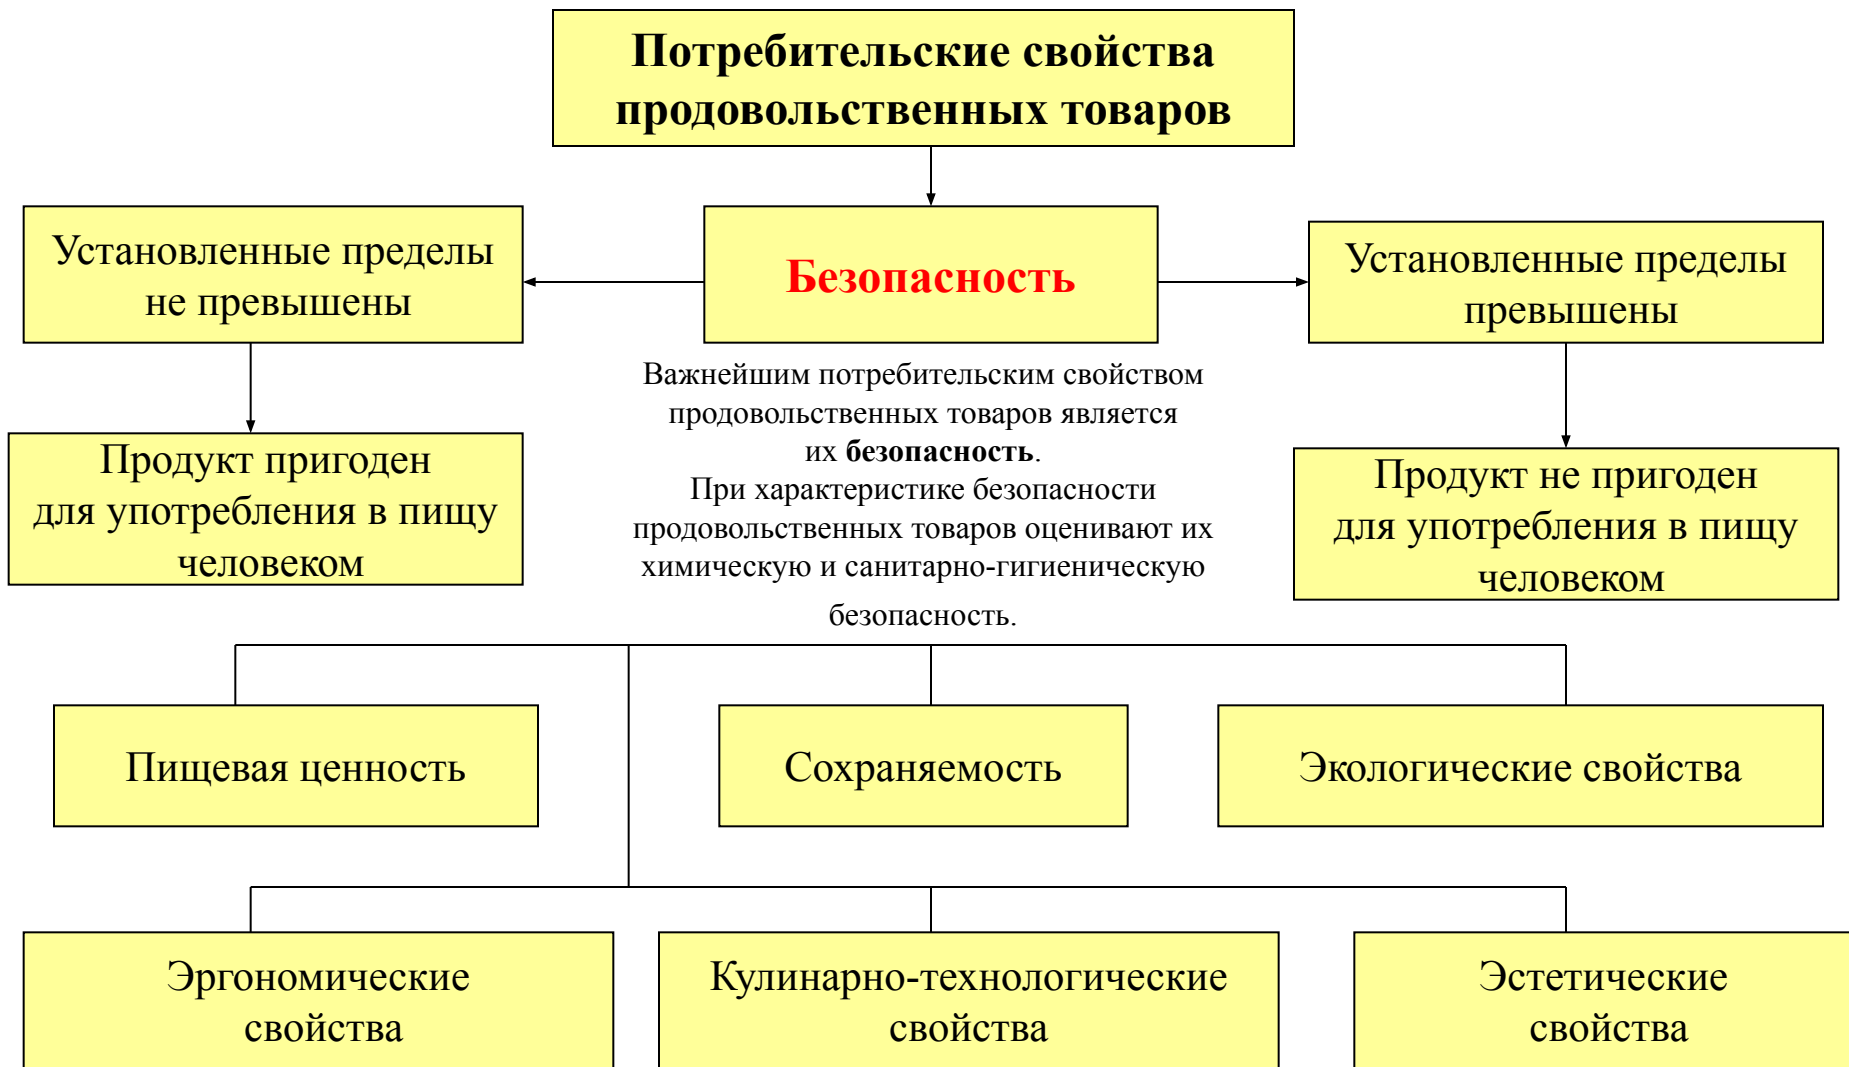 Потребительские свойства
продовольственных товаров
Установленные пределы
не превышены
Безопасность
Установленные пределы
превышены
Важнейшим потребительским свойством
продовольственных товаров является
их безопасность.
При характеристике безопасности
продовольственных товаров оценивают их
химическую и санитарно-гигиеническую
безопасность.
Продукт пригоден
для употребления в пищу
человеком
Продукт не пригоден
для употребления в пищу
человеком
Пищевая ценность
Сохраняемость
Экологические свойства
Эргономические
свойства
Кулинарно-технологические
свойства
Эстетические
свойства